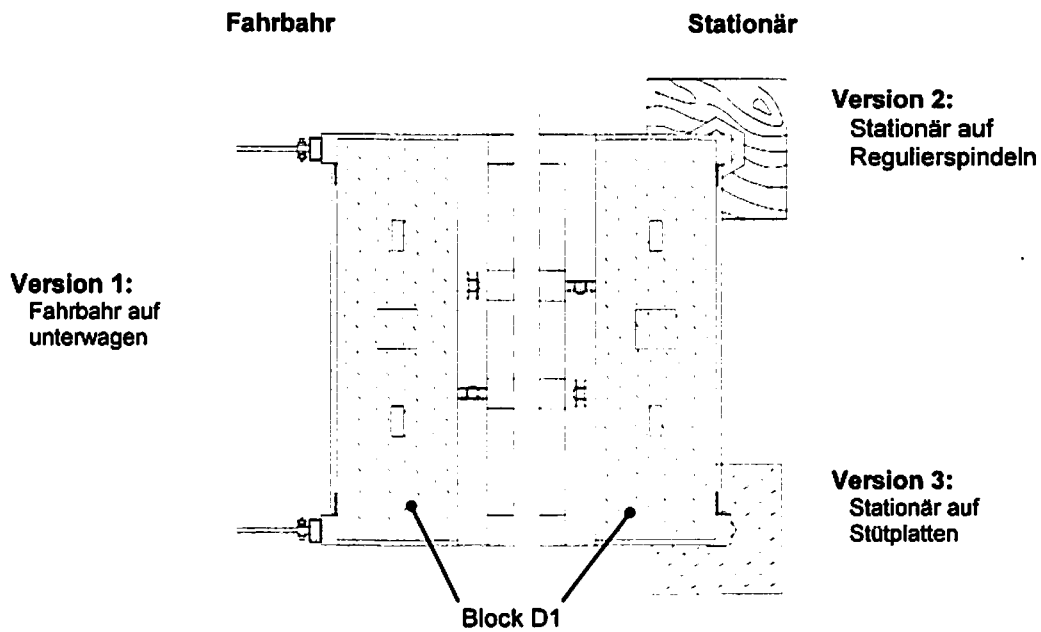 Fahrbahr
Stationär
Version 2:
Stationär auf
Regulierspindeln
Version 1:
Fahrbahr auf
unterwagen
Version 3:
Stationär auf
Stütplatten
Block D1